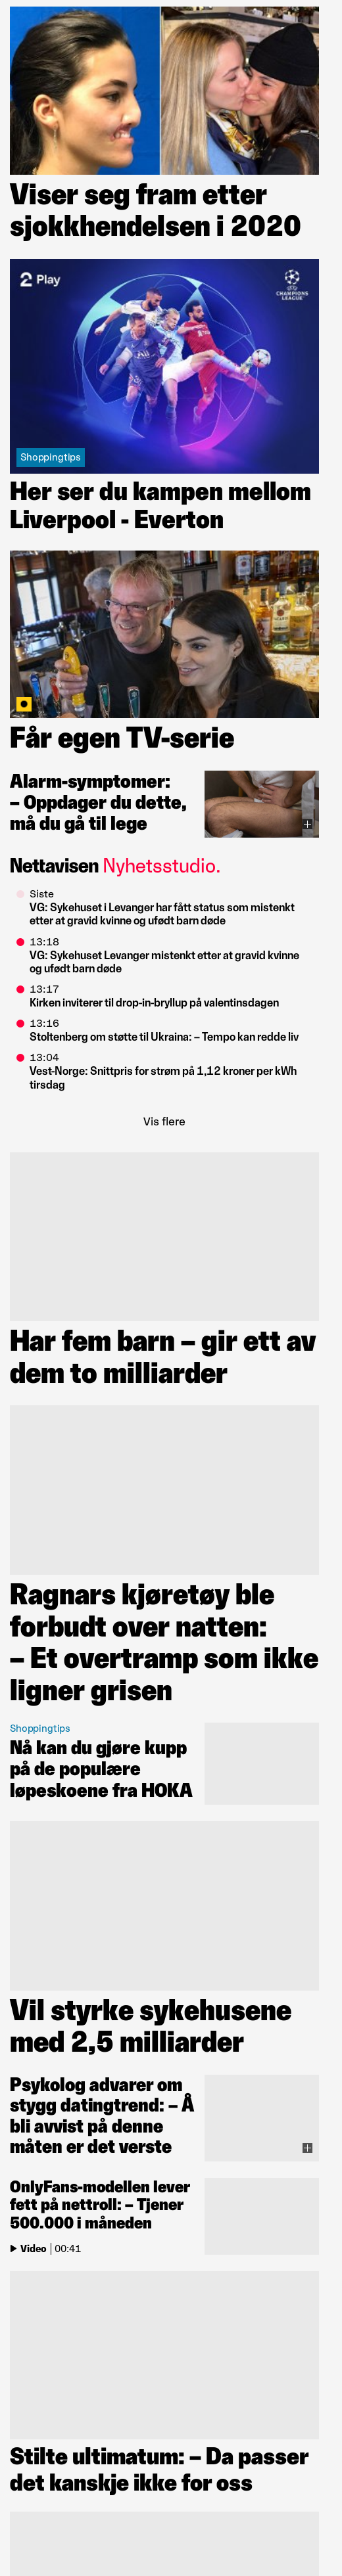 Viser seg fram etter
sjokkhendelsen i 2020
2 Play
CHAMPIONS
LEAGUE
Shoppingtips
Her ser du kampen mellom
Liverpool - Everton
Får egen TV-serie
Alarm-symptomer:
– Oppdager du dette,
må du gå til lege
Nettavisen Nyhetsstudio.
Siste
VG: Sykehuset i Levanger har fått status som mistenkt
etter at gravid kvinne og ufødt barn døde
13:18
VG: Sykehuset Levanger mistenkt etter at gravid kvinne
og ufødt barn døde
13:17
Kirken inviterer til drop-in-bryllup på valentinsdagen
13:16
Stoltenberg om støtte til Ukraina: – Tempo kan redde liv
13:04
Vest-Norge: Snittpris for strøm på 1,12 kroner per kWh
tirsdag
Vis flere
Har fem barn – gir ett av
dem to milliarder
Ragnars kjøretøy ble
forbudt over natten:
– Et overtramp som ikke
ligner grisen
Shoppingtips
Nå kan du gjøre kupp
på de populære
løpeskoene fra HOKA
Vil styrke sykehusene
med 2,5 milliarder
Psykolog advarer om
stygg datingtrend: – Å
bli avvist på denne
måten er det verste
OnlyFans-modellen lever
fett på nettroll: – Tjener
500.000 i måneden
Video | 00:41
Stilte ultimatum: – Da passer
det kanskje ikke for oss